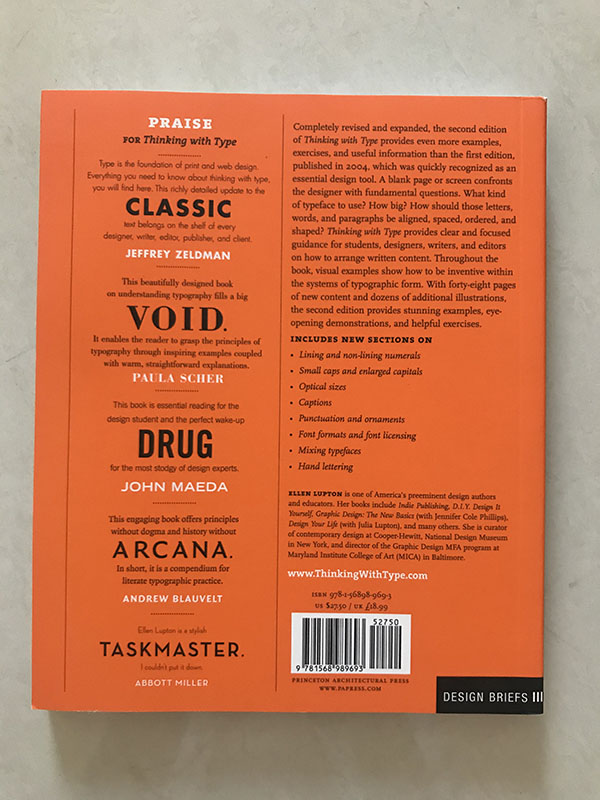 PRAISE
FOR Thinking with Type
Type is the foundation of print and web design.
Everything you need to know about thinking with type,
you will find here. This richly detailed update to the
CLASSIC
text belongs on the shelf of every
designer, writer, editor, publisher, and client.
JEFFREY ZELDMAN
This beautifully designed book
on understanding typography fills a big
VOID.
It enables the reader to grasp the principles of
typography through inspiring examples coupled
with warm, straightforward explanations.
PAULA SCHER
This book is essential reading for the
design student and the perfect wake-up
DRUG
for the most stodgy of design experts.
JOHN MAEDA
This engaging book offers principles
without dogma and history without
ARCANA.
In short, it is a compendium for
literate typographic practice.
ANDREW BLAUVELT
Ellen Lupton is a stylish
TASKMASTER.
I couldn't put it down.
ABBOTT MILLER
Completely revised and expanded, the second edition
of Thinking with Type provides even more examples,
exercises, and useful information than the first edition,
published in 2004, which was quickly recognized as an
essential design tool. A blank page or screen confronts
the designer with fundamental questions. What kind
of typeface to use? How big? How should those letters,
words, and paragraphs be aligned, spaced, ordered, and
shaped? Thinking with Type provides clear and focused
guidance for students, designers, writers, and editors
on how to arrange written content. Throughout the
book, visual examples show how to be inventive within
the systems of typographic form. With forty-eight pages
of new content and dozens of additional illustrations,
the second edition provides stunning examples, eye-
opening demonstrations, and helpful exercises.
INCLUDES NEW SECTIONS ON
• Lining and non-lining numerals
• Small caps and enlarged capitals
• Optical sizes
• Captions
• Punctuation and ornaments
• Font formats and font licensing
• Mixing typefaces
• Hand lettering
ELLEN LUPTON is one of America's preeminent design authors
and educators. Her books include Indie Publishing, D.I.Y. Design It
Yourself, Graphic Design: The New Basics (with Jennifer Cole Phillips),
Design Your Life (with Julia Lupton), and many others. She is curator
of contemporary design at Cooper-Hewitt, National Design Museum
in New York, and director of the Graphic Design MFA program at
Maryland Institute College of Art (MICA) in Baltimore.
www.ThinkingWithType.com
ISBN 978-1-56898-969-3
US $27.50 / UK £18.99
52750
9 781568 989693
PRINCETON ARCHITECTURAL PRESS
WWW.PAPRESS.COM
DESIGN BRIEFS